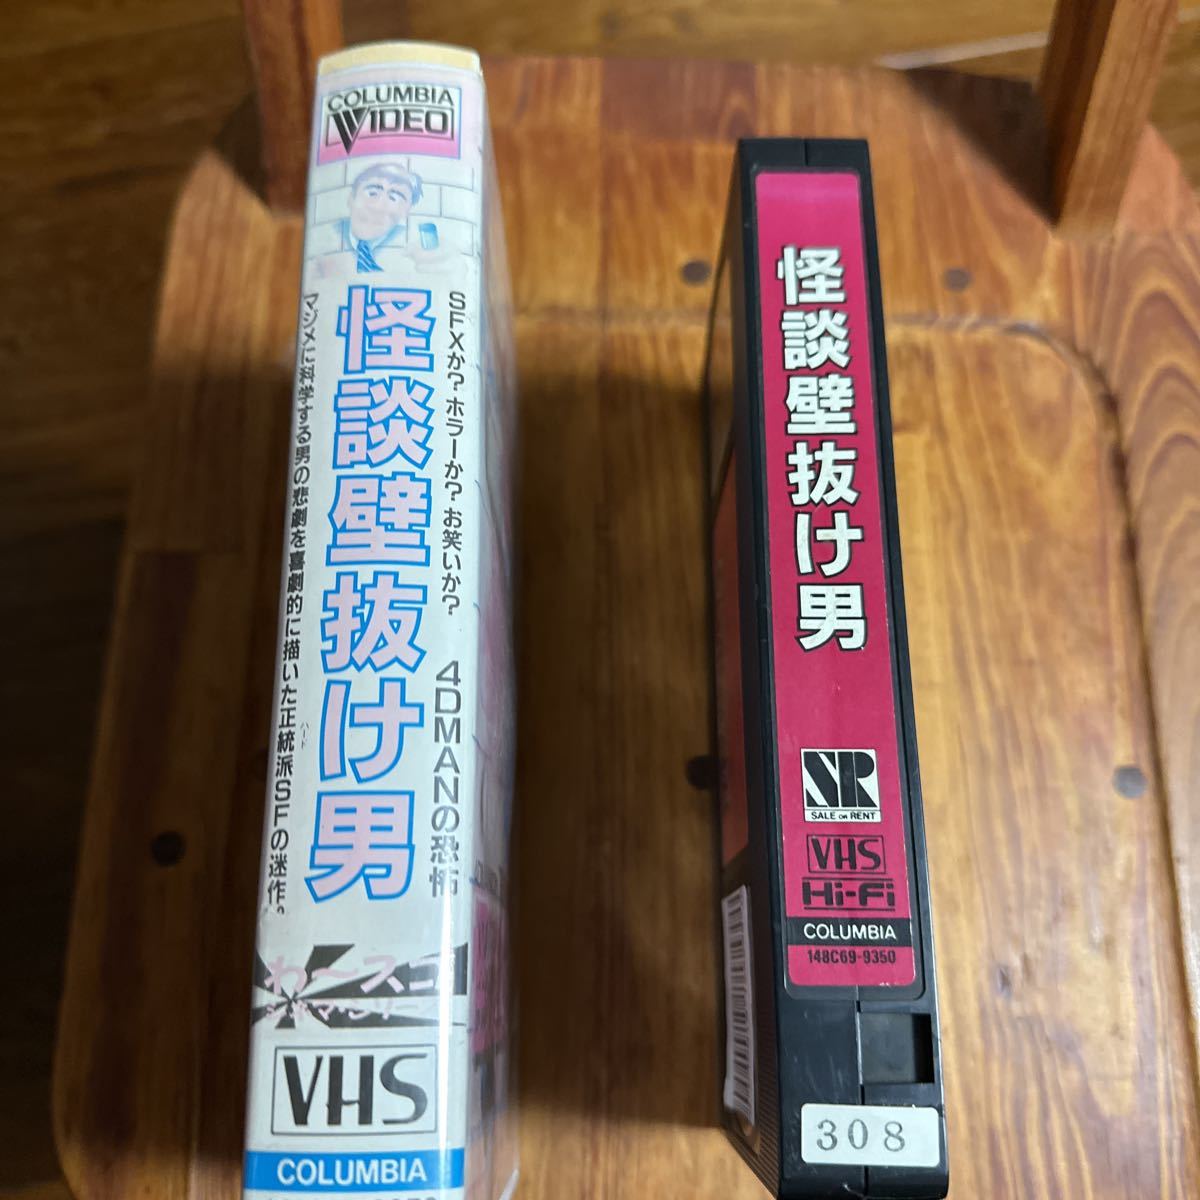 COLUMBIA
VIDEO
SFXか?ホラーか?お笑いか? 4DMANの恐怖
怪談壁抜け男
マジメに科学する男の悲劇を喜劇的に描いた正統派SFの迷作。
ハード
わ〜スゴ
VHS
COLUMBIA
怪談壁抜け男
SR
SALE OR RENT
VHS
Hi-Fi
COLUMBIA
148C69-9350
308